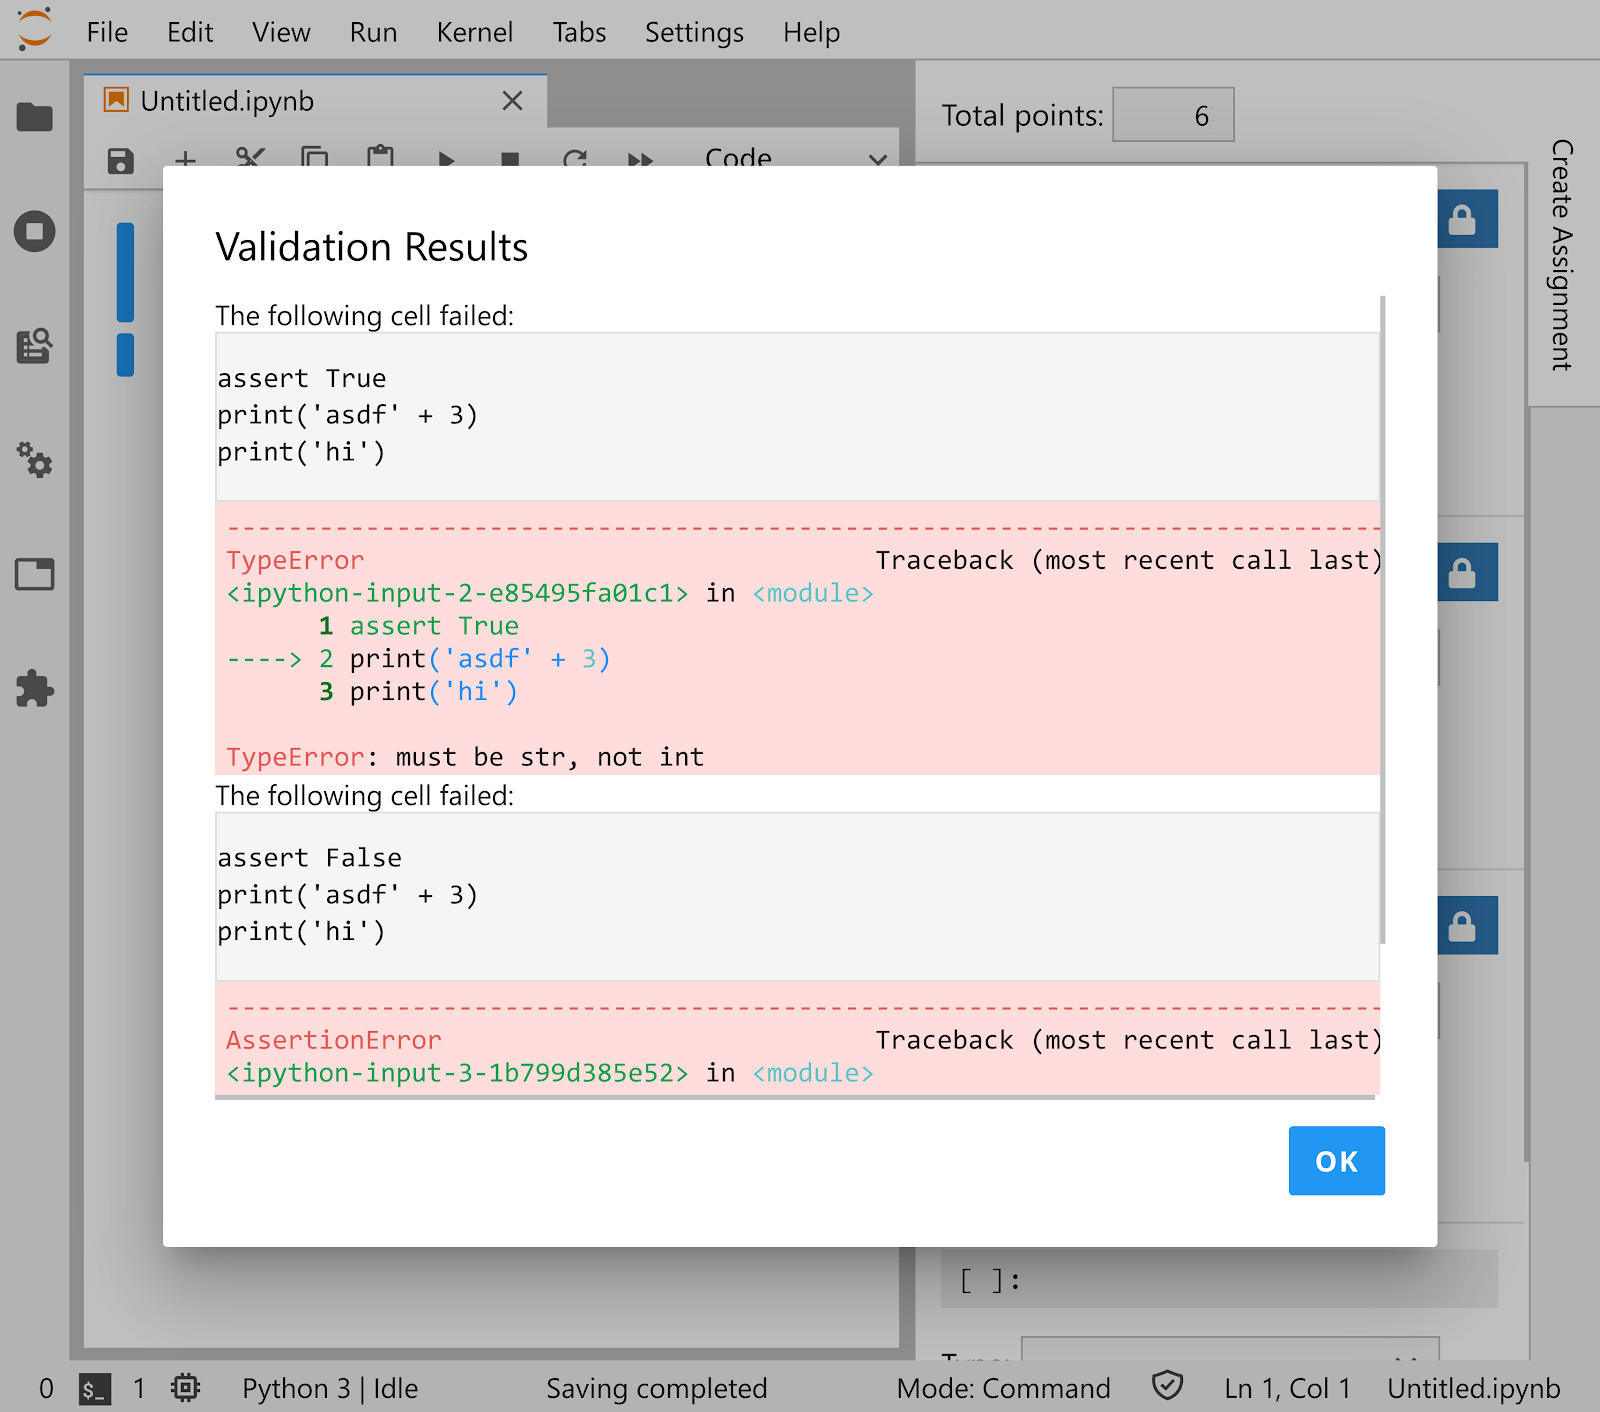 File Edit View Run Kernel Tabs Settings Help
Untitled.ipynb
Code
Total points: 6
Create Assignment
Validation Results
The following cell failed:
assert True
print('asdf' + 3)
print('hi')
---------------------------------------------------------------------------
TypeError Traceback (most recent call last)
<ipython-input-2-e85495fa01c1> in <module>
1 assert True
----> 2 print('asdf' + 3)
3 print('hi')
TypeError: must be str, not int
The following cell failed:
assert False
print('asdf' + 3)
print('hi')
---------------------------------------------------------------------------
AssertionError Traceback (most recent call last)
<ipython-input-3-1b799d385e52> in <module>
OK
[ ]:
0 $_ 1 Python 3 | Idle Saving completed Mode: Command Ln 1, Col 1 Untitled.ipynb